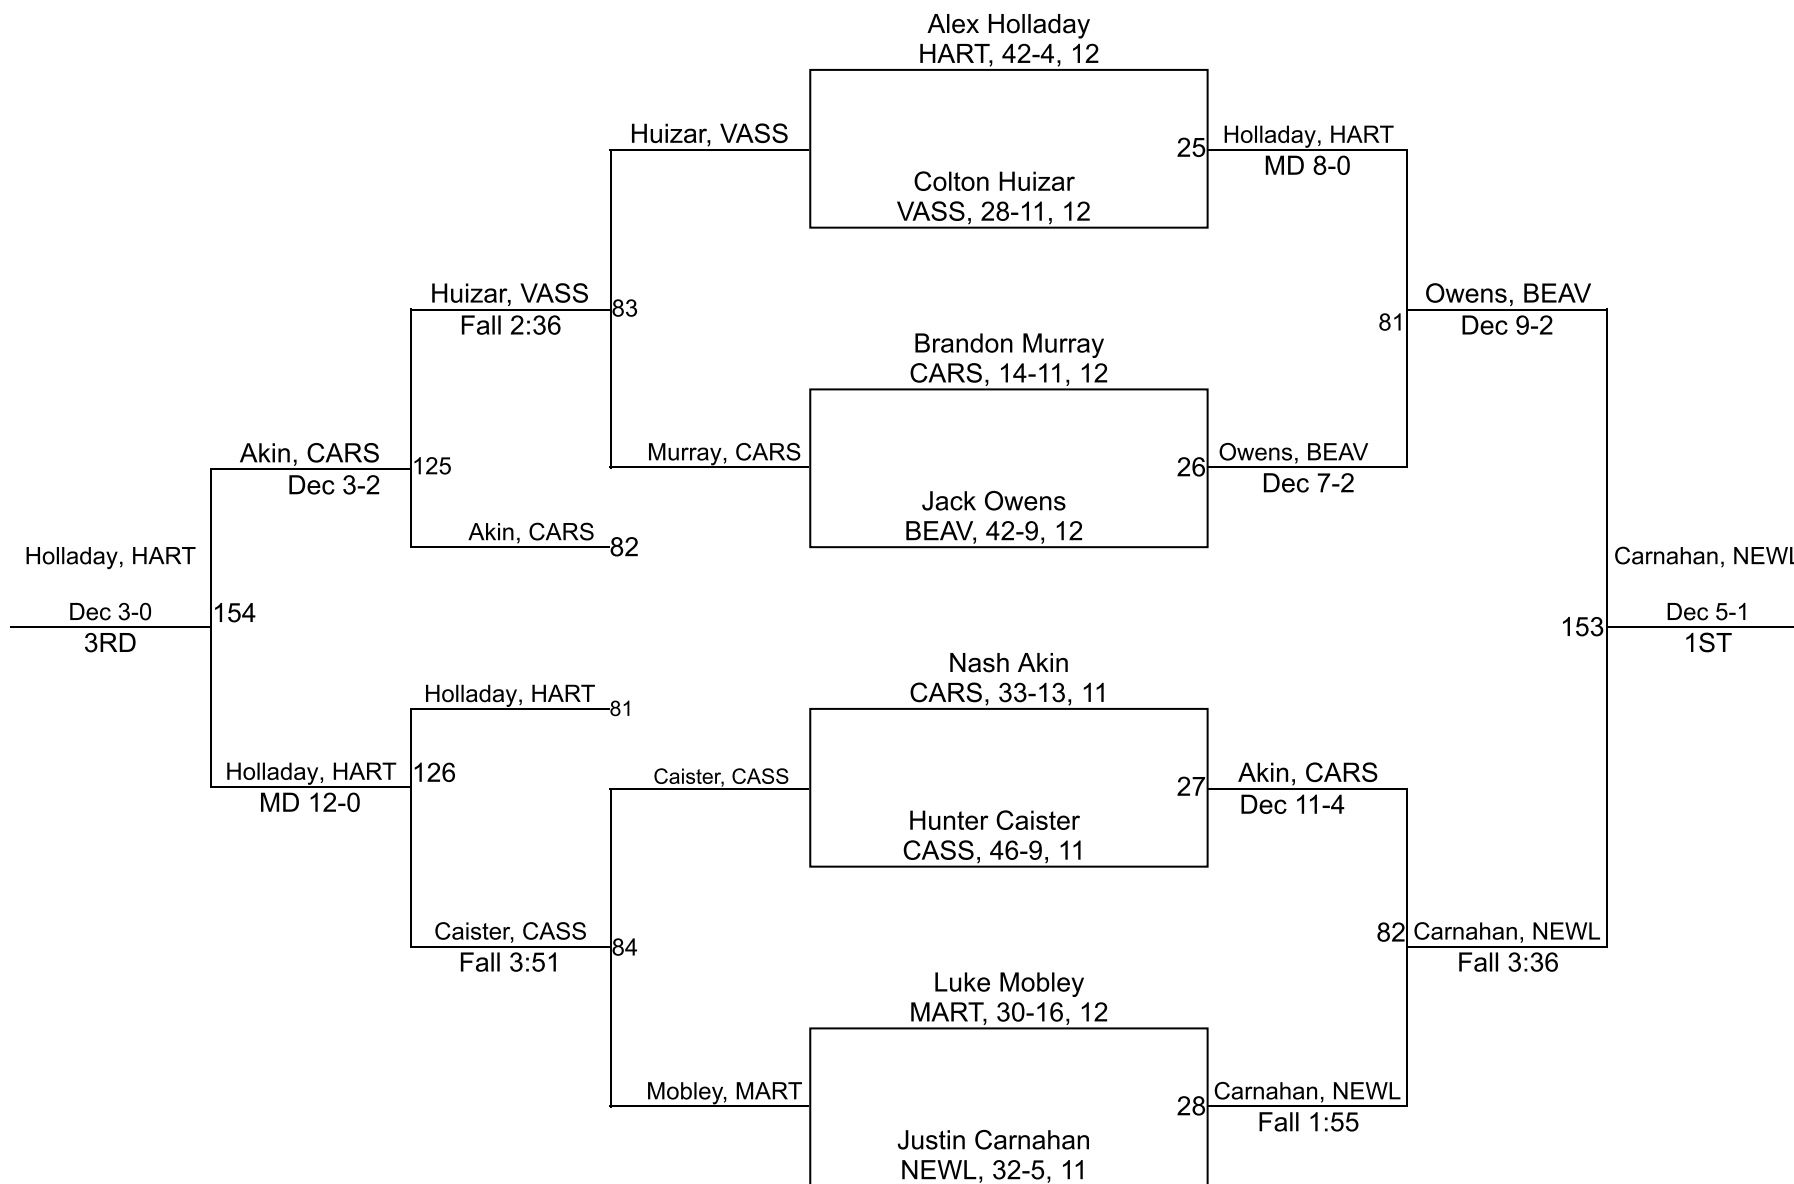 Alex Holladay
HART, 42-4, 12
Huizar, VASS
25
Holladay, HART
MD 8-0
Colton Huizar
VASS, 28-11, 12
Huizar, VASS
Fall 2:36
83
81
Owens, BEAV
Dec 9-2
Brandon Murray
CARS, 14-11, 12
Akin, CARS
Dec 3-2
125
Murray, CARS
26
Owens, BEAV
Dec 7-2
Jack Owens
BEAV, 42-9, 12
Akin, CARS
82
Holladay, HART
Dec 3-0
3RD
154
Carnahan, NEWL
153
Dec 5-1
1ST
Nash Akin
CARS, 33-13, 11
Holladay, HART
81
Holladay, HART
MD 12-0
126
Caister, CASS
27
Akin, CARS
Dec 11-4
Hunter Caister
CASS, 46-9, 11
Caister, CASS
Fall 3:51
84
82
Carnahan, NEWL
Fall 3:36
Luke Mobley
MART, 30-16, 12
Mobley, MART
28
Carnahan, NEWL
Fall 1:55
Justin Carnahan
NEWL, 32-5, 11